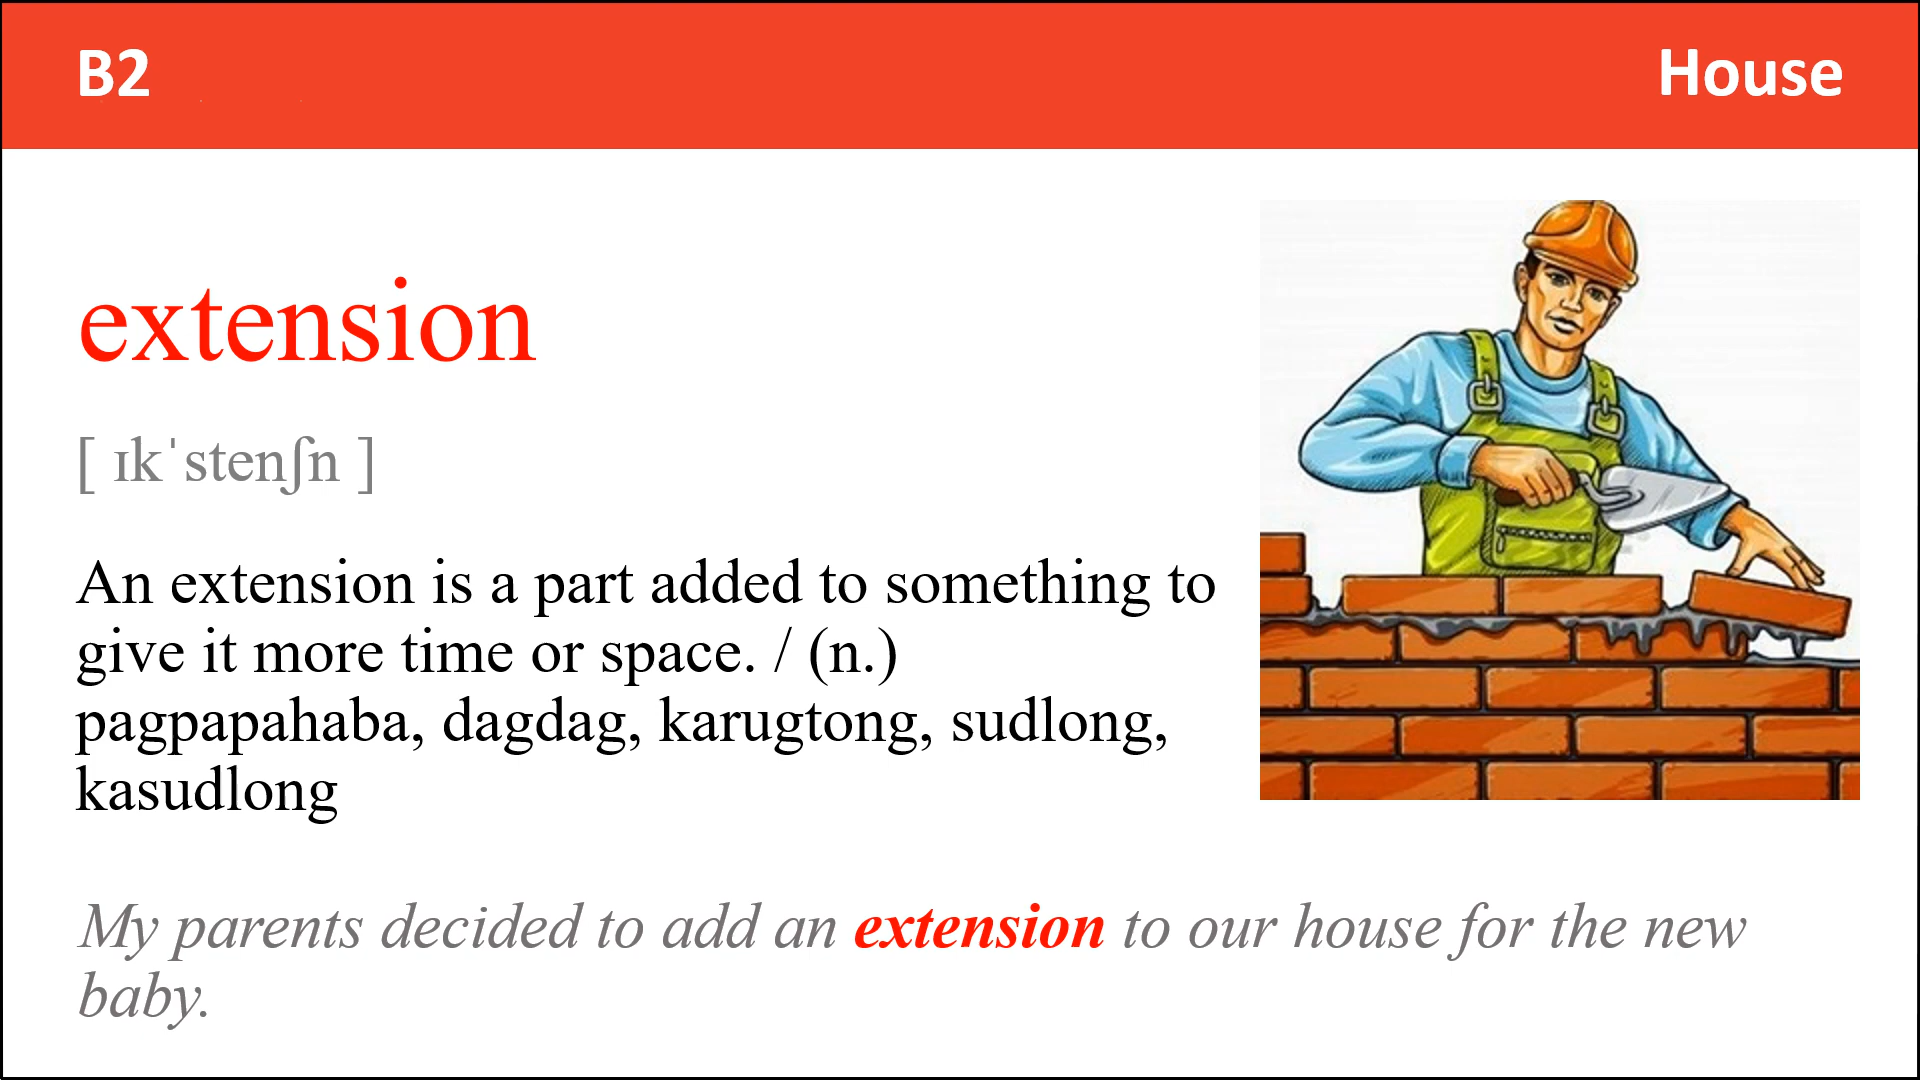 B2
House
extension
[ ɪkˈstenʃn ]
An extension is a part added to something to
give it more time or space. / (n.)
pagpapahaba, dagdag, karugtong, sudlong,
kasudlong
My parents decided to add an extension to our house for the new
baby.